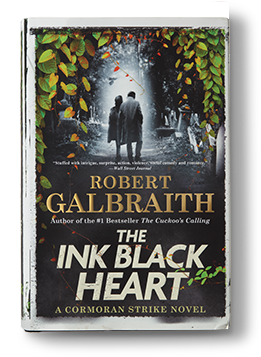 "Stuffed with intrigue, surprise, action, violence, social comedy and romance."
—Wall Street Journal
ROBERT
GALBRAITH
Author of the #1 Bestseller The Cuckoo's Calling
THE
INK BLACK
HEART
A CORMORAN STRIKE NOVEL